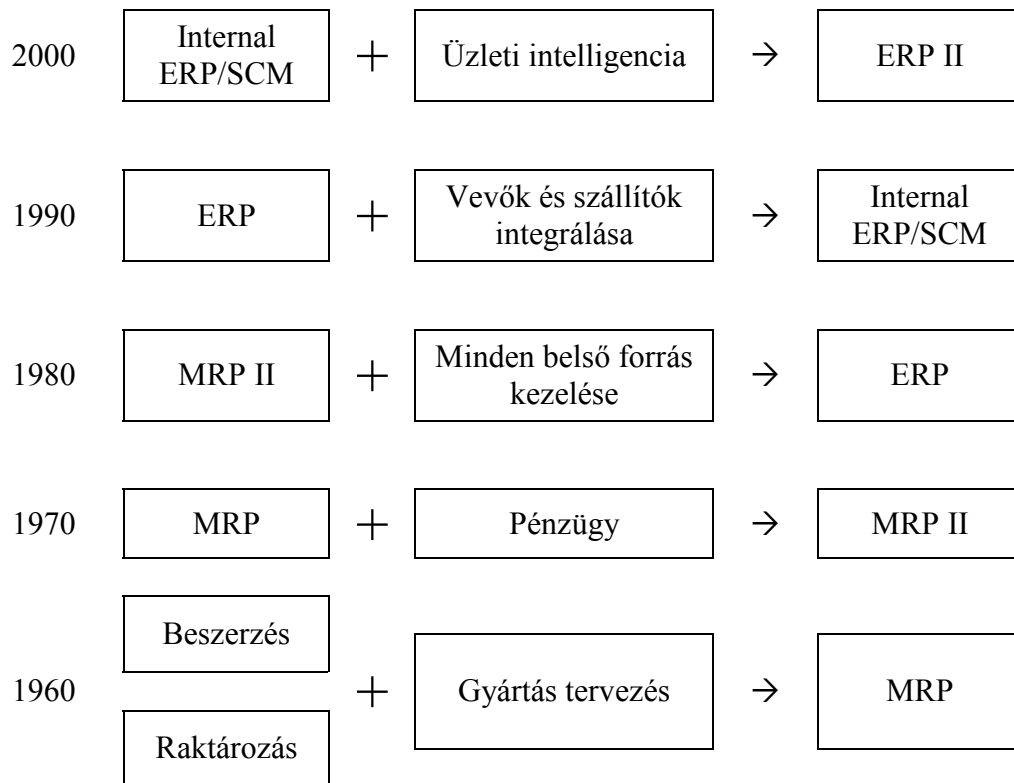 2000
Internal
ERP/SCM
+
Üzleti intelligencia
→
ERP II
1990
ERP
+
Vevők és szállítók
integrálása
→
Internal
ERP/SCM
1980
MRP II
+
Minden belső forrás
kezelése
→
ERP
1970
MRP
+
Pénzügy
→
MRP II
1960
Beszerzés
Raktározás
+
Gyártás tervezés
→
MRP